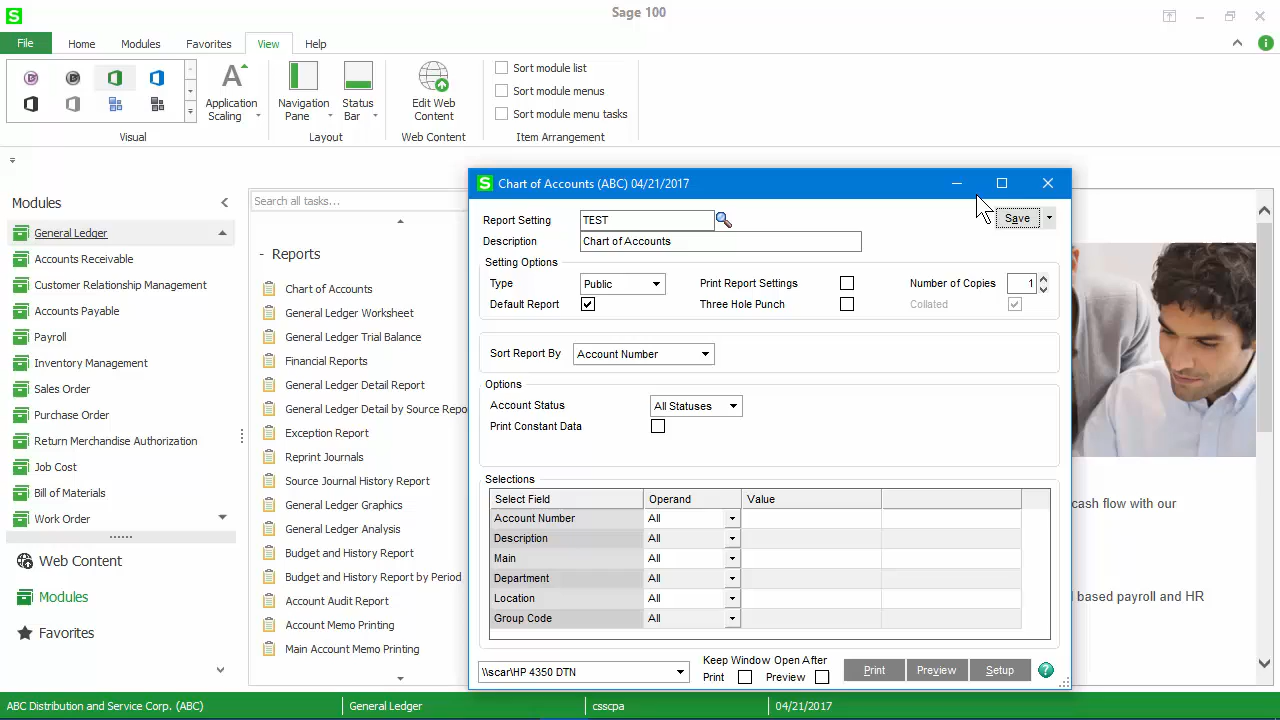 S
Sage 100
File
Home
Modules
Favorites
View
Help
Application Scaling
Navigation Pane
Status Bar
Edit Web Content
Sort module list
Sort module menus
Sort module menu tasks
Visual
Layout
Web Content
Item Arrangement
Modules
General Ledger
Accounts Receivable
Customer Relationship Management
Accounts Payable
Payroll
Inventory Management
Sales Order
Purchase Order
Return Merchandise Authorization
Job Cost
Bill of Materials
Work Order
Web Content
Modules
Favorites
Search all tasks...
- Reports
Chart of Accounts
General Ledger Worksheet
General Ledger Trial Balance
Financial Reports
General Ledger Detail Report
General Ledger Detail by Source Repo
Exception Report
Reprint Journals
Source Journal History Report
General Ledger Graphics
General Ledger Analysis
Budget and History Report
Budget and History Report by Period
Account Audit Report
Account Memo Printing
Main Account Memo Printing
S Chart of Accounts (ABC) 04/21/2017
Report Setting TEST
Save
Description Chart of Accounts
Setting Options
Type Public Print Report Settings Number of Copies 1
Default Report Three Hole Punch Collated
Sort Report By Account Number
Options
Account Status All Statuses
Print Constant Data
Selections
Select Field Operand Value
Account Number All
Description All
Main All
Department All
Location All
Group Code All
\\scar\HP 4350 DTN
Keep Window Open After
Print Preview
Print Preview Setup ?
cash flow with our
based payroll and HR
ABC Distribution and Service Corp. (ABC) General Ledger csscpa 04/21/2017